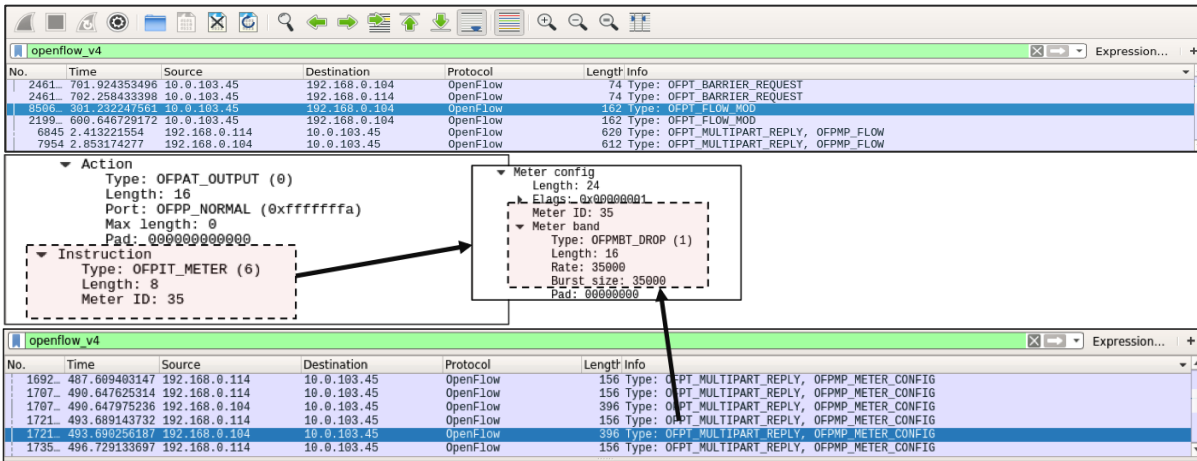 openflow_v4 Expression... +
No. Time Source Destination Protocol Length Info
2461… 701.924353496 10.0.103.45 192.168.0.104 OpenFlow 74 Type: OFPT_BARRIER_REQUEST
2461… 702.258433398 10.0.103.45 192.168.0.114 OpenFlow 74 Type: OFPT_BARRIER_REQUEST
8506… 301.232247561 10.0.103.45 192.168.0.104 OpenFlow 162 Type: OFPT_FLOW_MOD
2199… 600.646729172 10.0.103.45 192.168.0.104 OpenFlow 162 Type: OFPT_FLOW_MOD
6845 2.413221554 192.168.0.114 10.0.103.45 OpenFlow 620 Type: OFPT_MULTIPART_REPLY, OFPMP_FLOW
7954 2.853174277 192.168.0.104 10.0.103.45 OpenFlow 612 Type: OFPT_MULTIPART_REPLY, OFPMP_FLOW
Action
Type: OFPAT_OUTPUT (0)
Length: 16
Port: OFPP_NORMAL (0xfffffffa)
Max length: 0
Pad: 000000000000
Instruction
Type: OFPIT_METER (6)
Length: 8
Meter ID: 35
Meter config
Length: 24
Flags: 0x00000001
Meter ID: 35
Meter band
Type: OFPMBT_DROP (1)
Length: 16
Rate: 35000
Burst size: 35000
Pad: 00000000
openflow_v4 Expression... +
No. Time Source Destination Protocol Length Info
1692… 487.609403147 192.168.0.114 10.0.103.45 OpenFlow 156 Type: OFPT_MULTIPART_REPLY, OFPMP_METER_CONFIG
1707… 490.647625314 192.168.0.114 10.0.103.45 OpenFlow 156 Type: OFPT_MULTIPART_REPLY, OFPMP_METER_CONFIG
1707… 490.647975236 192.168.0.104 10.0.103.45 OpenFlow 396 Type: OFPT_MULTIPART_REPLY, OFPMP_METER_CONFIG
1721… 493.689143732 192.168.0.114 10.0.103.45 OpenFlow 156 Type: OFPT_MULTIPART_REPLY, OFPMP_METER_CONFIG
1721… 493.690256187 192.168.0.104 10.0.103.45 OpenFlow 396 Type: OFPT_MULTIPART_REPLY, OFPMP_METER_CONFIG
1735… 496.729133697 192.168.0.114 10.0.103.45 OpenFlow 156 Type: OFPT_MULTIPART_REPLY, OFPMP_METER_CONFIG